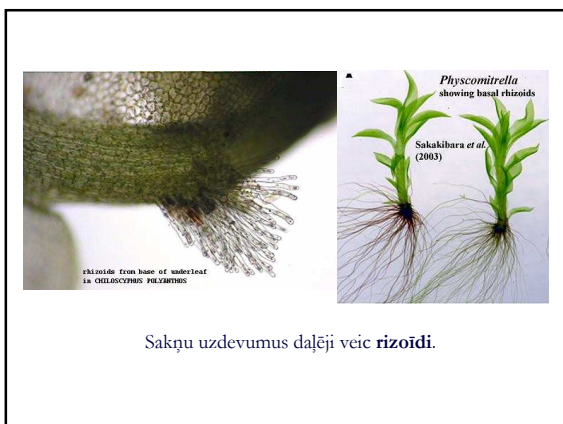 rhizoids from base of underleaf
in CHILOSCYPHUS POLYANTHOS
A
Physcomitrella
showing basal rhizoids
Sakakibara et al.
(2003)
Sakņu uzdevumus daļēji veic rizoīdi.